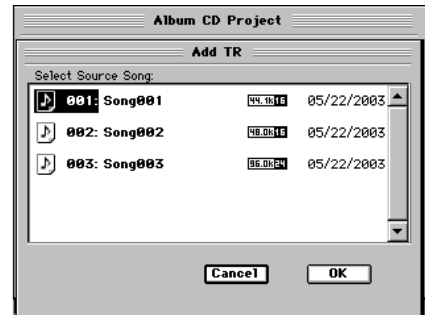 Album CD Project
Add TR
Select Source Song:
001: Song001 44.1K16 05/22/2003
002: Song002 48.0K16 05/22/2003
003: Song003 96.0K24 05/22/2003
Cancel OK